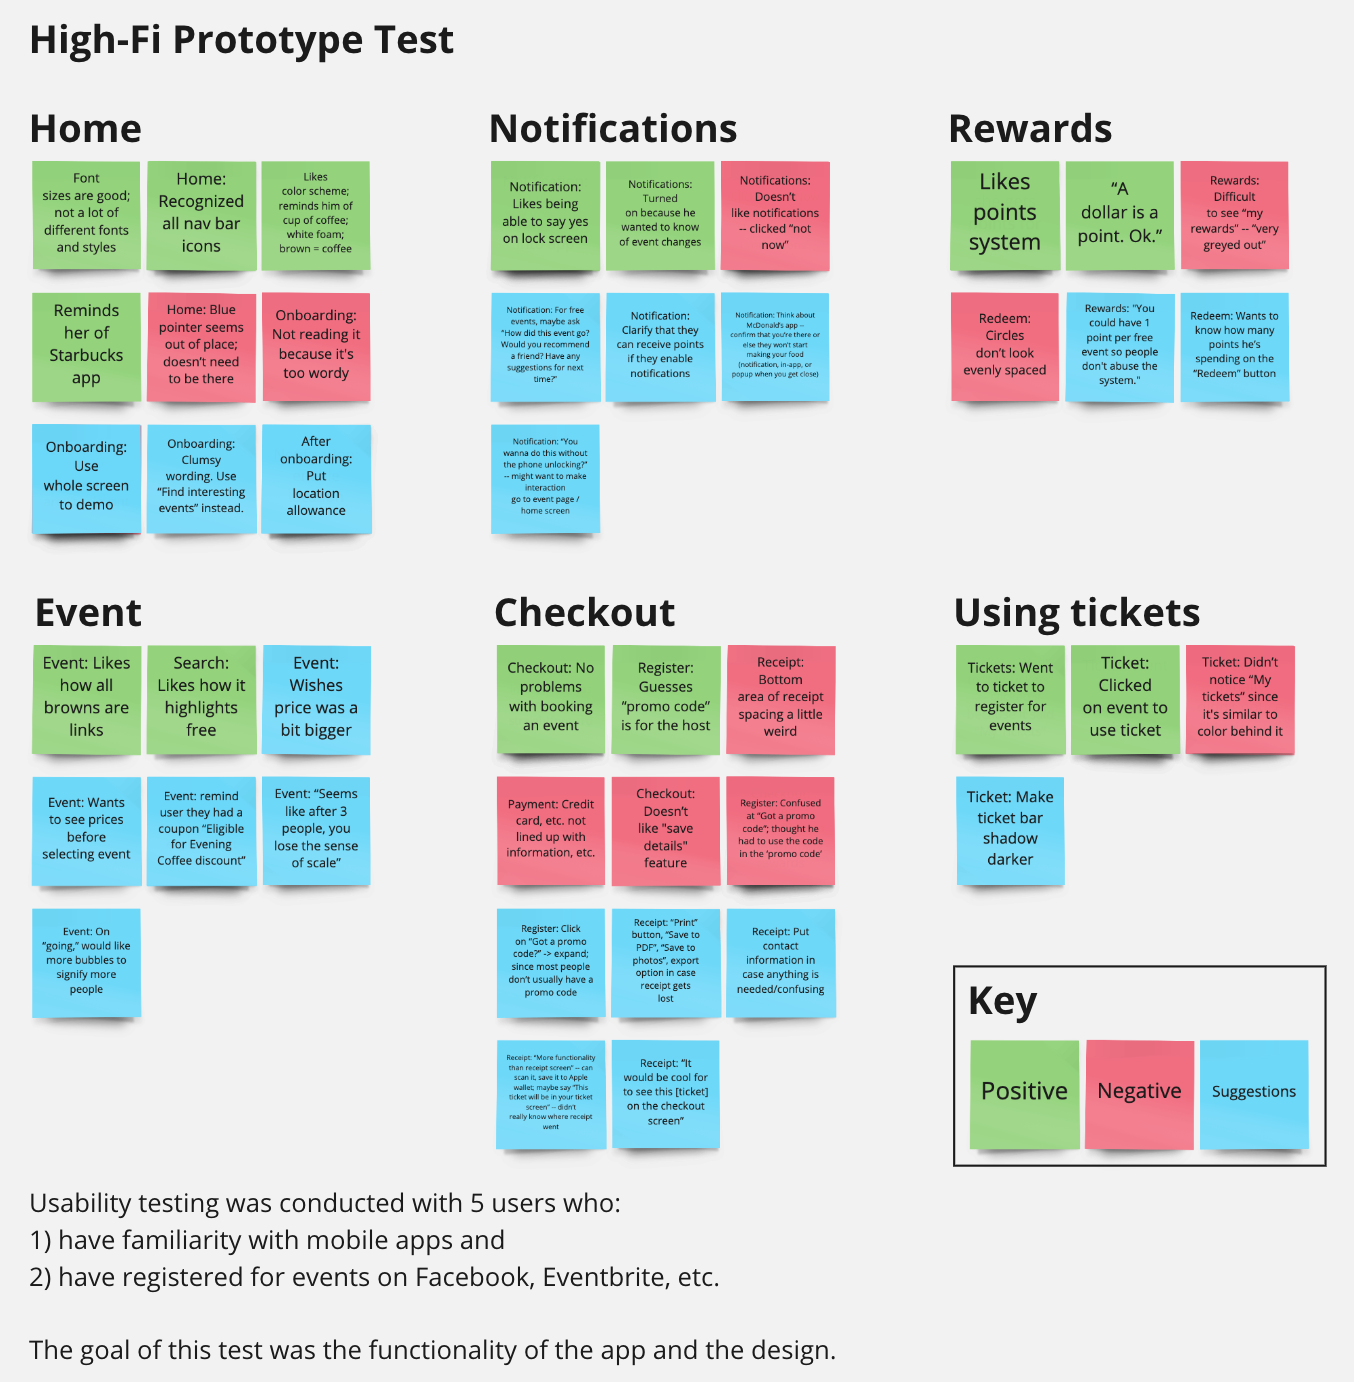 High-Fi Prototype Test
Home
Font
sizes are good;
not a lot of
different fonts
and styles
Home:
Recognized
all nav bar
icons
Likes
color scheme;
reminds him of
cup of coffee;
white foam;
brown = coffee
Reminds
her of
Starbucks
app
Home: Blue
pointer seems
out of place;
doesn’t need
to be there
Onboarding:
Not reading it
because it's
too wordy
Onboarding:
Use
whole screen
to demo
Onboarding:
Clumsy
wording. Use
“Find interesting
events” instead.
After
onboarding:
Put
location
allowance
Notifications
Notification:
Likes being
able to say yes
on lock screen
Notifications:
Turned
on because he
wanted to know
of event changes
Notifications:
Doesn’t
like notifications
-- clicked “not
now”
Notification: For free
events, maybe ask
“How did this event go?
Would you recommend
a friend? Have any
suggestions for next
time?”
Notification:
Clarify that they
can receive points
if they enable
notifications
Notification: Think about
McDonald’s app --
confirm that you’re there or
else they won’t start
making your food
(notification, in-app, or
popup when you get close)
Notification: “You
wanna do this without
the phone unlocking?”
-- might want to make
interaction
go to event page /
home screen
Rewards
Likes
points
system
“A
dollar is a
point. Ok.”
Rewards:
Difficult
to see “my
rewards” -- “very
greyed out”
Redeem:
Circles
don’t look
evenly spaced
Rewards: "You
could have 1
point per free
event so people
don't abuse the
system."
Redeem: Wants to
know how many
points he’s
spending on the
“Redeem” button
Event
Event: Likes
how all
browns are
links
Search:
Likes how it
highlights
free
Event:
Wishes
price was a
bit bigger
Event: Wants
to see prices
before
selecting event
Event: remind
user they had a
coupon “Eligible
for Evening
Coffee discount”
Event: “Seems
like after 3
people, you
lose the sense
of scale”
Event: On
“going,” would like
more bubbles to
signify more
people
Checkout
Checkout: No
problems
with booking
an event
Register:
Guesses
“promo code”
is for the host
Receipt:
Bottom
area of receipt
spacing a little
weird
Payment: Credit
card, etc. not
lined up with
information, etc.
Checkout:
Doesn’t
like "save
details"
feature
Register: Confused
at “Got a promo
code”; thought he
had to use the code
in the ‘promo code’
Register: Click
on “Got a promo
code?” -> expand;
since most people
don’t usually have a
promo code
Receipt: “Print”
button, “Save to
PDF”, “Save to
photos”, export
option in case
receipt gets
lost
Receipt: Put
contact
information in
case anything is
needed/confusing
Receipt: “More functionality
than receipt screen” -- can
scan it, save it to Apple
wallet; maybe say “This
ticket will be in your ticket
screen” -- didn’t
really know where receipt
went
Receipt: “It
would be cool for
to see this [ticket]
on the checkout
screen”
Using tickets
Tickets: Went
to ticket to
register for
events
Ticket:
Clicked
on event to
use ticket
Ticket: Didn’t
notice “My
tickets” since
it's similar to
color behind it
Ticket: Make
ticket bar
shadow
darker
Key
Positive
Negative
Suggestions
Usability testing was conducted with 5 users who:
1) have familiarity with mobile apps and
2) have registered for events on Facebook, Eventbrite, etc.
The goal of this test was the functionality of the app and the design.